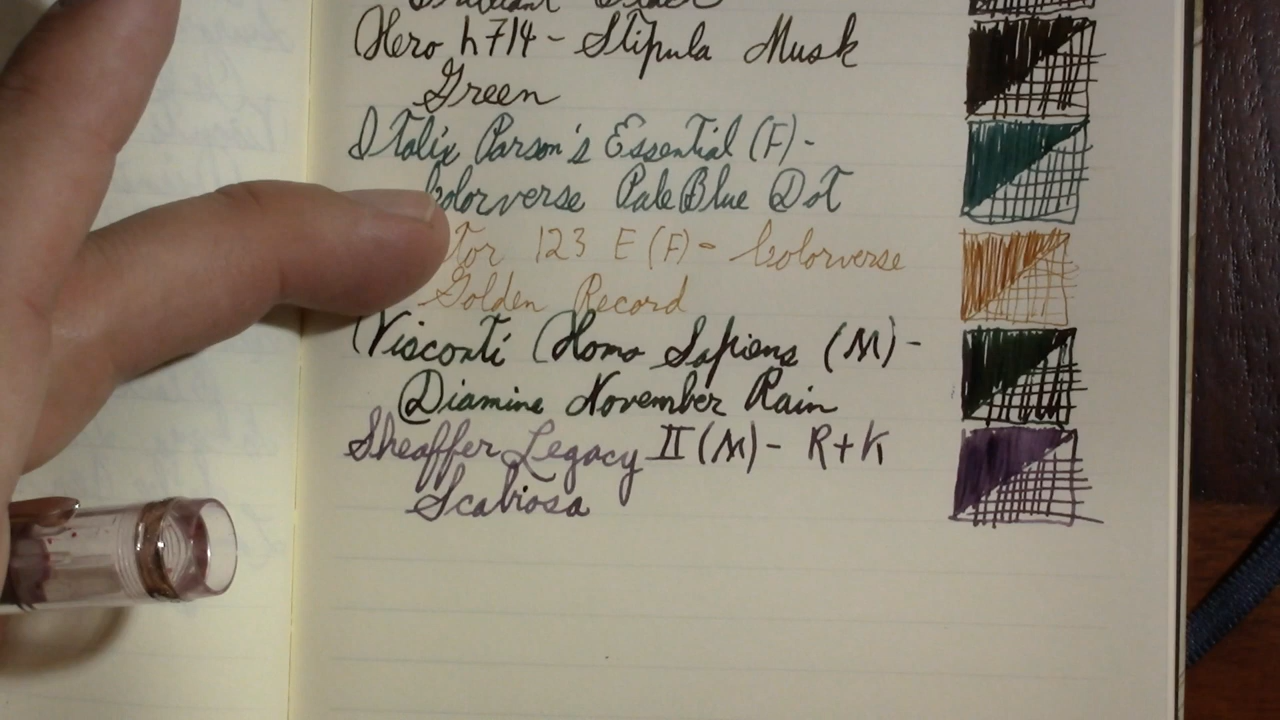 Hero h714 - Stipula Musk
Green
Italix Parson's Essential (F) -
Colorverse Pale Blue Dot
tor 123 E (F) - Colorverse
Golden Record
Visconti Homo Sapiens (M) -
Diamine November Rain
Sheaffer Legacy II (M) - R+K
Scabiosa